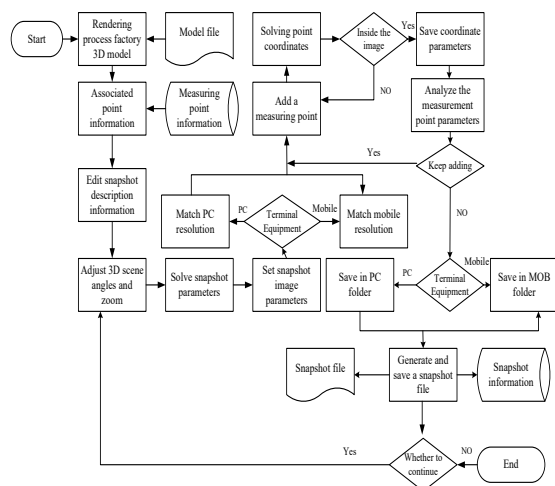 Start
Rendering
process factory
3D model
Model file
Associated
point
information
Measuring
point
information
Edit snapshot
description
information
Adjust 3D scene
angles and
zoom
Solving point
coordinates
Inside the
image
Yes
NO
Save coordinate
parameters
Add a
measuring point
Analyze the
measurement
point parameters
Yes
Keep adding
NO
Match PC
resolution
PC
Terminal
Equipment
Mobile
Match mobile
resolution
Solve snapshot
parameters
Set snapshot
image
parameters
Save in PC
folder
PC
Terminal
Equipment
Mobile
Save in MOB
folder
Snapshot file
Generate and
save a snapshot
file
Snapshot
information
Yes
Whether to
continue
NO
End